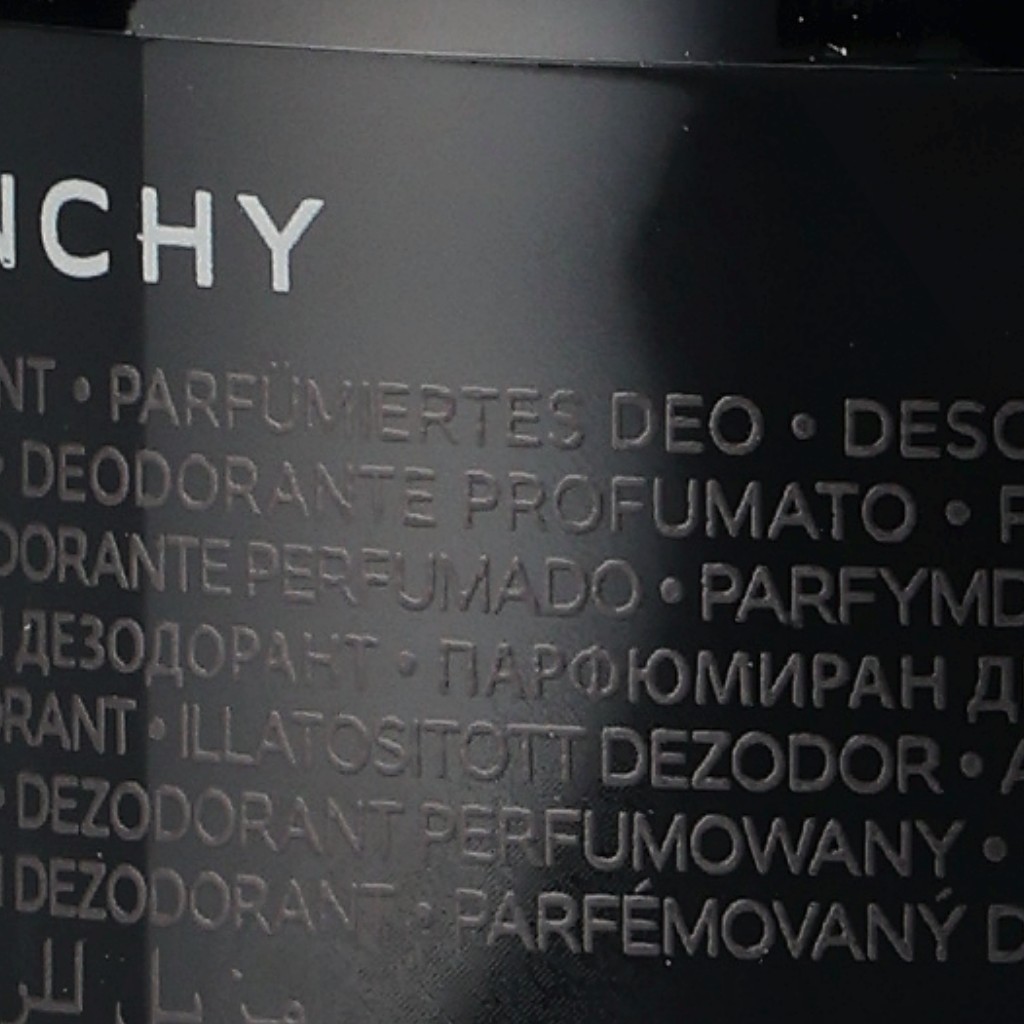 NCHY
NT • PARFÜMIERTES DEO • DESO
• DEODORANTE PROFUMATO • F
DORANTE PERFUMADO • PARFYMD
ДЕЗОДОРАНТ • ПАРФЮМИРАН Д
ORANT • ILLATOSITOTT DEZODOR • A
• DEZODORANT PERFUMOWANY •
DEZODORANT • PARFÉMOVANÝ D